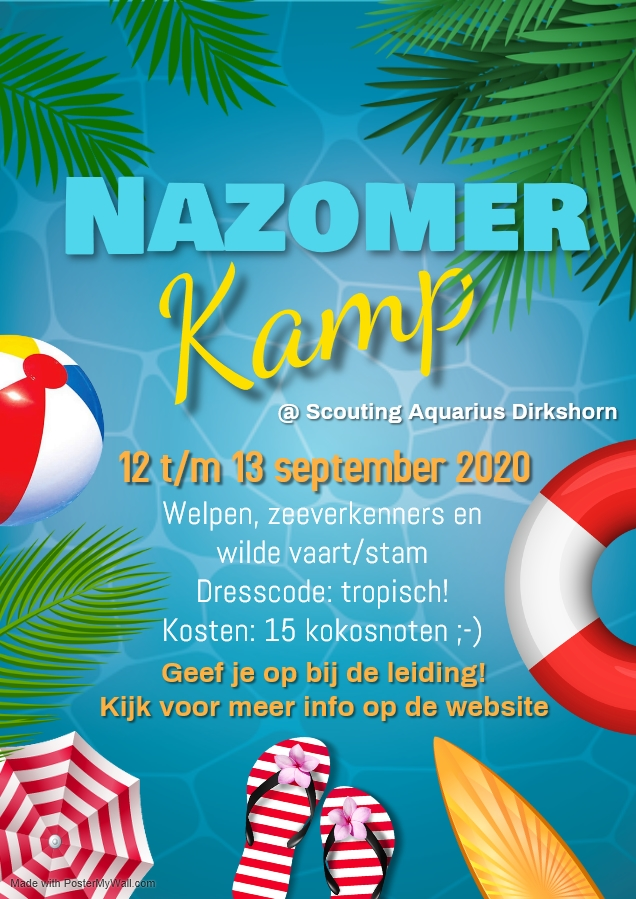 NAZOMER
Kamp
@ Scouting Aquarius Dirkshorn
12 t/m 13 september 2020
Welpen, zeeverkenners en
wilde vaart/stam
Dresscode: tropisch!
Kosten: 15 kokosnoten ;-)
Geef je op bij de leiding!
Kijk voor meer info op de website
Made with PosterMyWall.com